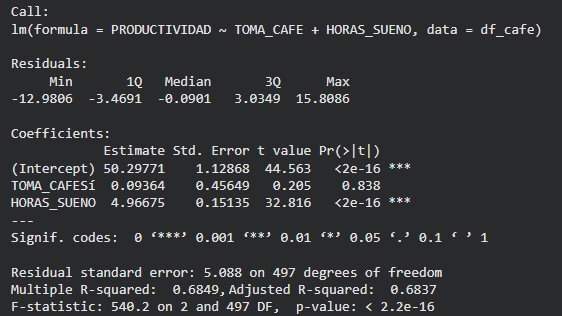 Call:
lm(formula = PRODUCTIVIDAD ~ TOMA_CAFE + HORAS_SUENO, data = df_cafe)
Residuals:
Min 1Q Median 3Q Max
-12.9806 -3.4691 -0.0901 3.0349 15.8086
Coefficients:
Estimate Std. Error t value Pr(>|t|)
(Intercept) 50.29771 1.12868 44.563 <2e-16 ***
TOMA_CAFESí 0.09364 0.45649 0.205 0.838
HORAS_SUENO 4.96675 0.15135 32.816 <2e-16 ***
---
Signif. codes: 0 ‘***’ 0.001 ‘**’ 0.01 ‘*’ 0.05 ‘.’ 0.1 ‘ ’ 1
Residual standard error: 5.088 on 497 degrees of freedom
Multiple R-squared: 0.6849, Adjusted R-squared: 0.6837
F-statistic: 540.2 on 2 and 497 DF, p-value: < 2.2e-16